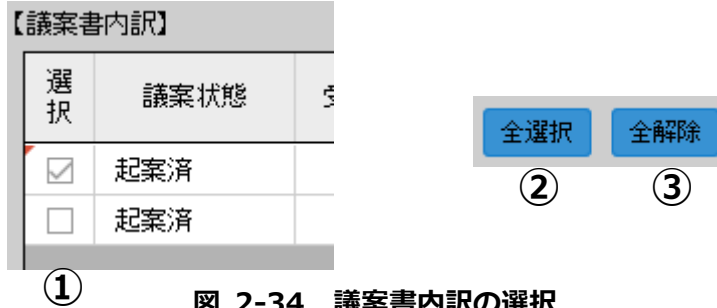 【議案書内訳】
選択
議案状態
起案済
起案済
全選択
全解除
①
②
③
図 2-34 議案書内訳の選択